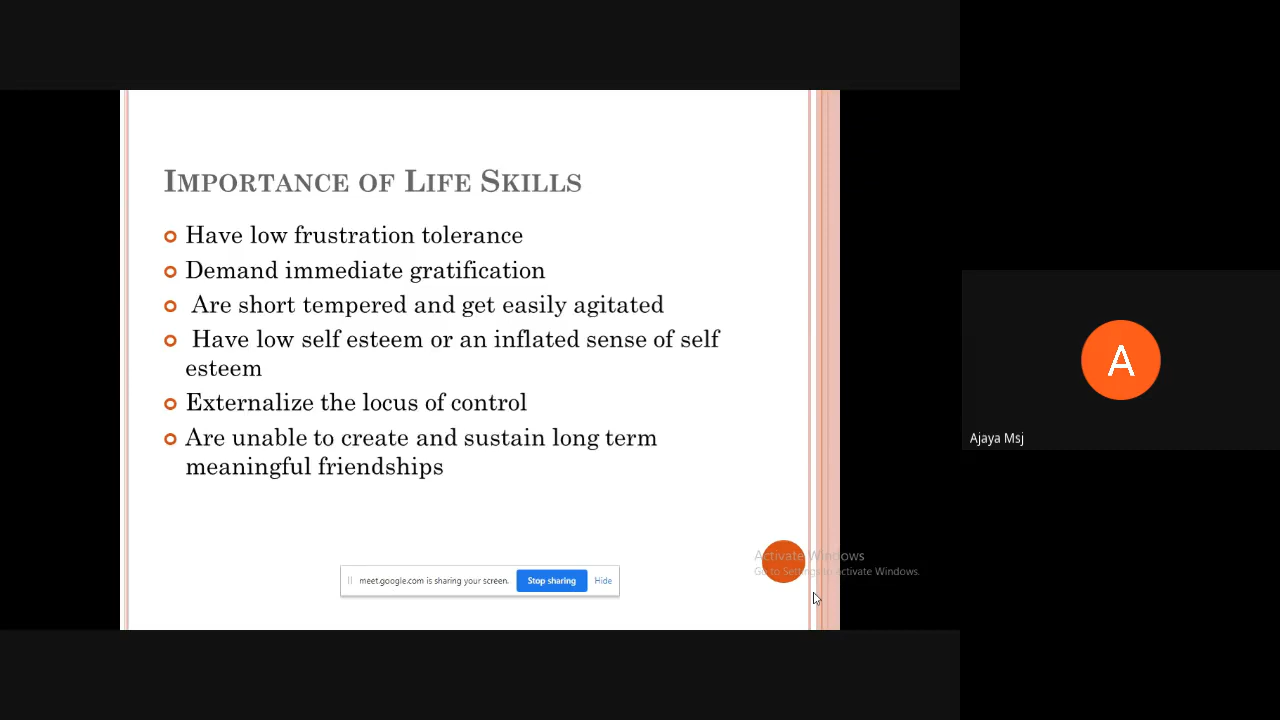 IMPORTANCE OF LIFE SKILLS
Have low frustration tolerance
Demand immediate gratification
Are short tempered and get easily agitated
Have low self esteem or an inflated sense of self
esteem
Externalize the locus of control
Are unable to create and sustain long term
meaningful friendships
Activate Windows
Go to Settings to Activate Windows.
meet.google.com is sharing your screen.
Stop sharing
Hide
A
Ajaya Msj